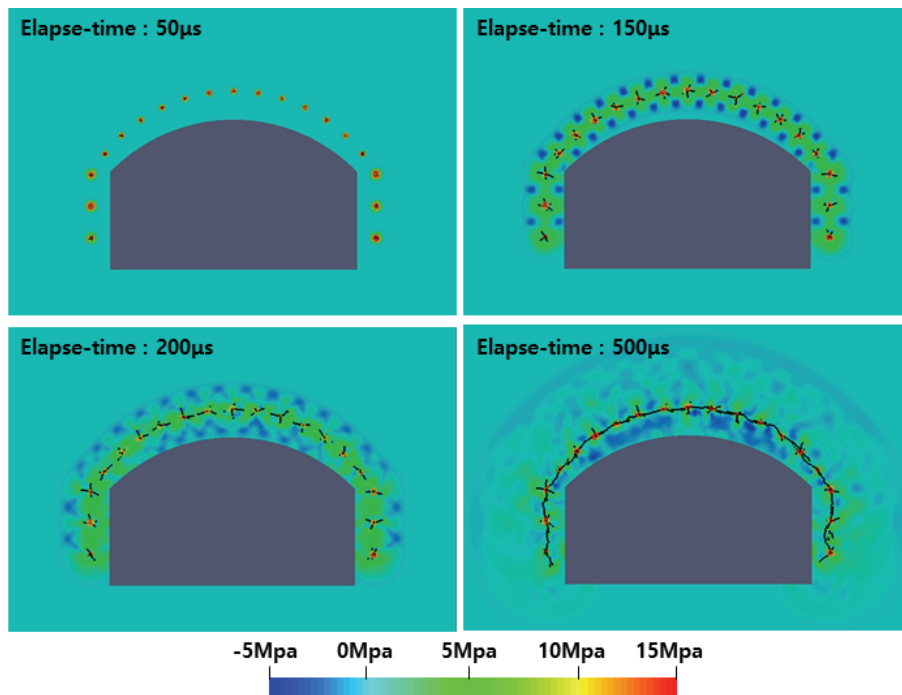 Elapse-time : 50μs
Elapse-time : 150μs
Elapse-time : 200μs
Elapse-time : 500μs
-5Mpa 0Mpa 5Mpa 10Mpa 15Mpa